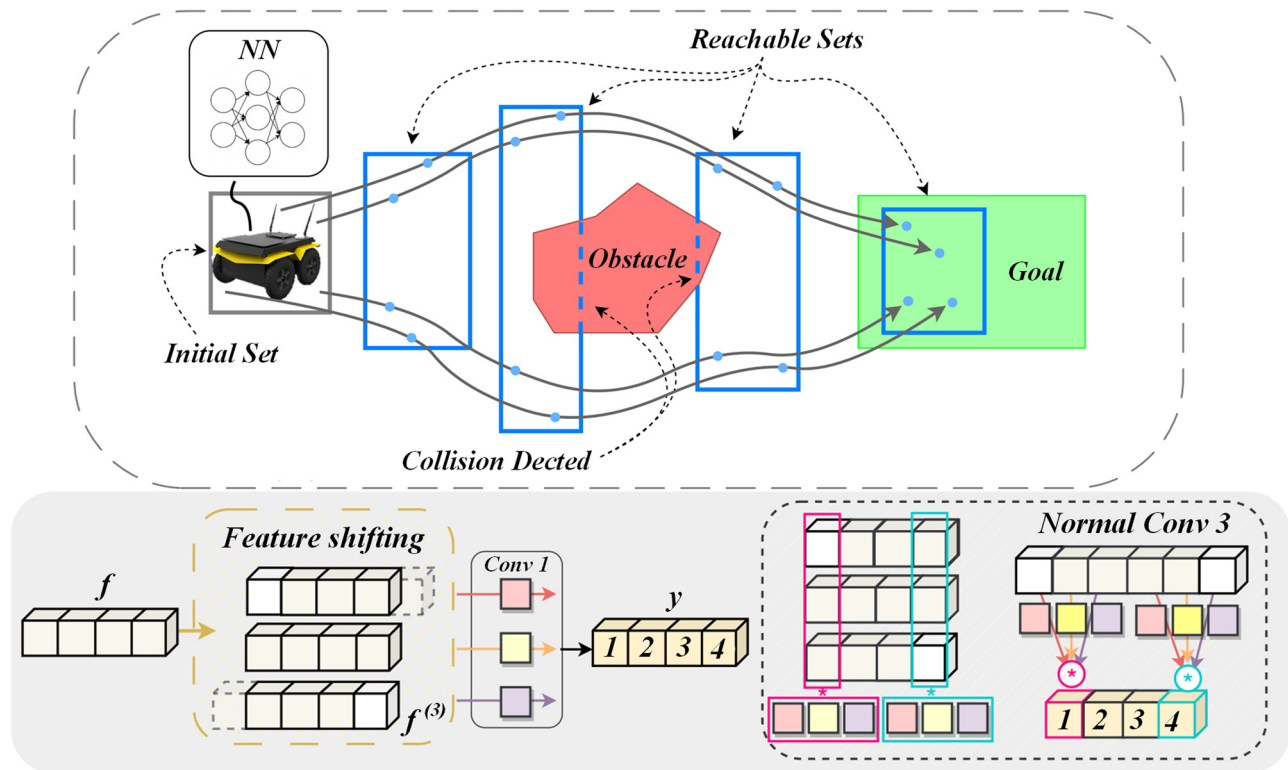 NN
Reachable Sets
Obstacle
Goal
Initial Set
Collision Dected
Feature shifting
Conv 1
Normal Conv 3
f
y
1 2 3 4
f (3)
* *
* *
1 2 3 4